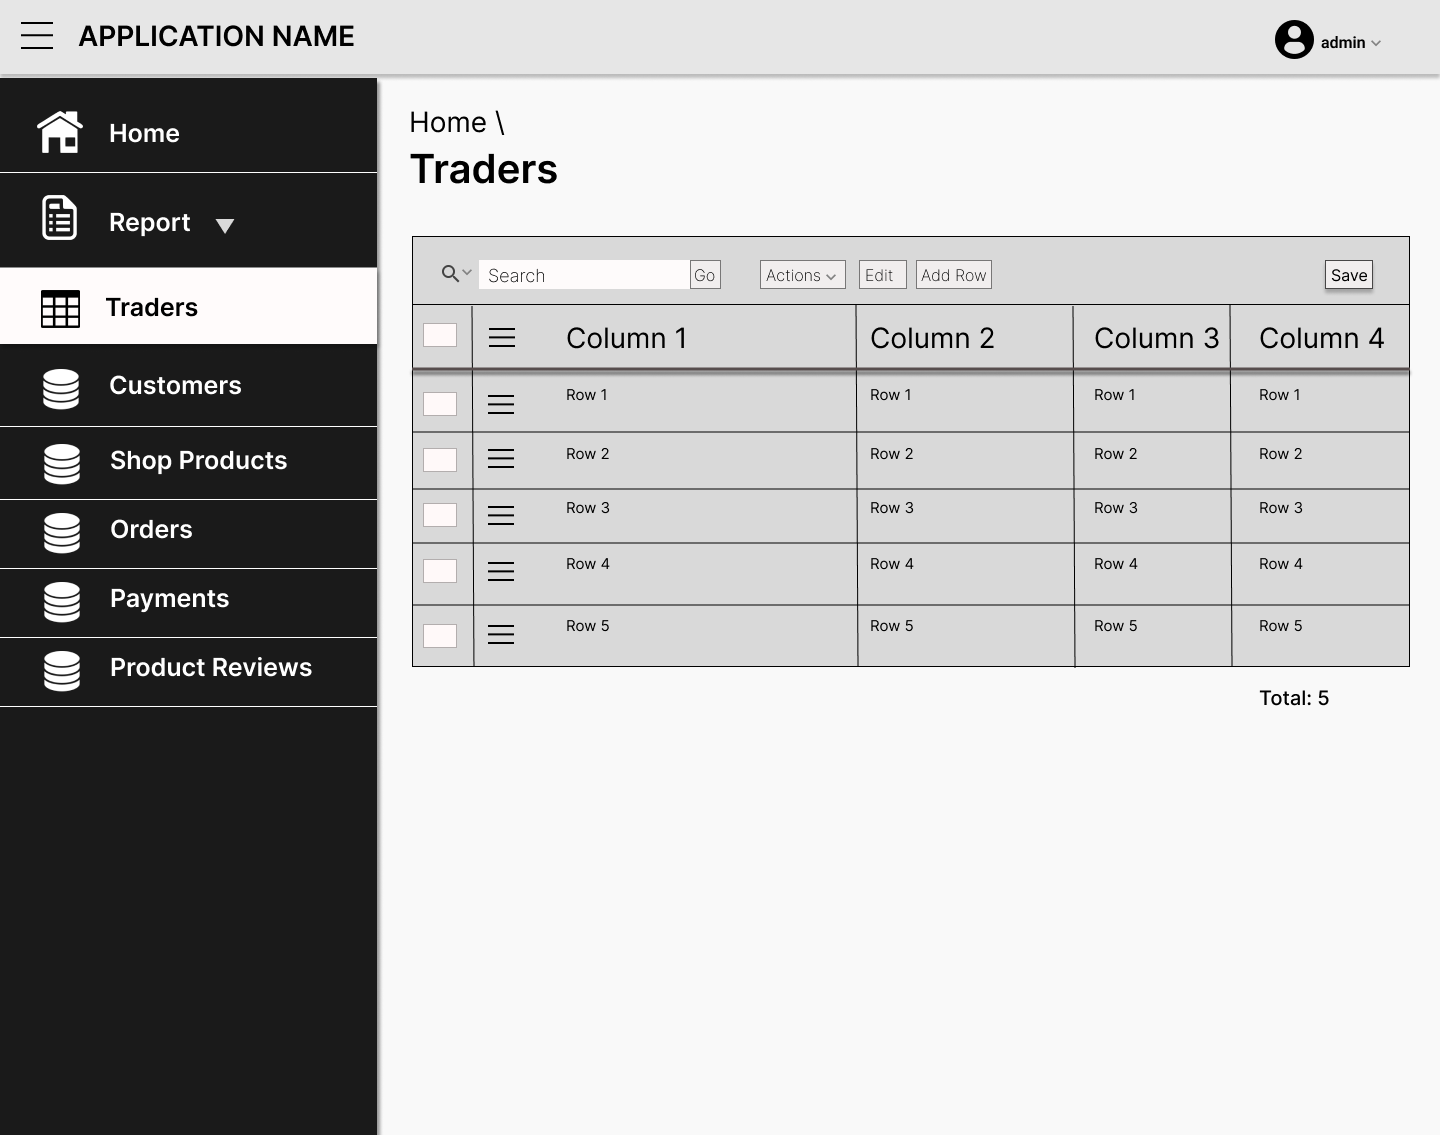 APPLICATION NAME
admin
Home
Report
Traders
Customers
Shop Products
Orders
Payments
Product Reviews
Home \
Traders
Search Go Actions Edit Add Row Save
Column 1 Column 2 Column 3 Column 4
Row 1 Row 1 Row 1 Row 1
Row 2 Row 2 Row 2 Row 2
Row 3 Row 3 Row 3 Row 3
Row 4 Row 4 Row 4 Row 4
Row 5 Row 5 Row 5 Row 5
Total: 5